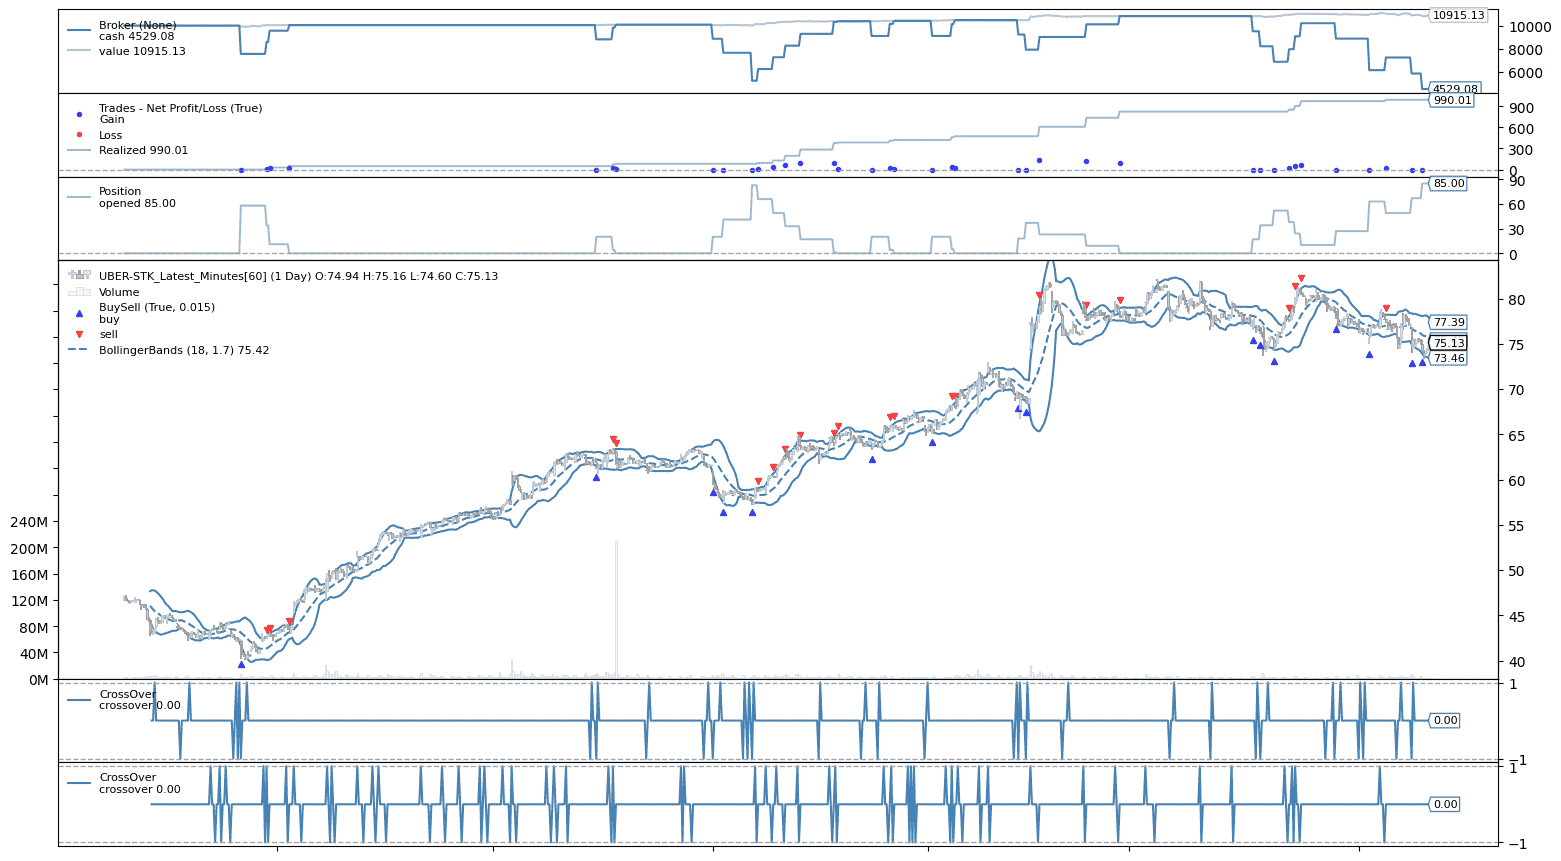 Broker (None)
cash 4529.08
value 10915.13
10915.13
10000
8000
6000
4529.08
Trades - Net Profit/Loss (True)
Gain
Loss
Realized 990.01
990.01
900
600
300
0
Position
opened 85.00
85.00
90
60
30
0
UBER-STK_Latest_Minutes[60] (1 Day) O:74.94 H:75.16 L:74.60 C:75.13
Volume
BuySell (True, 0.015)
buy
sell
BollingerBands (18, 1.7) 75.42
80
77.39
75
75.13
73.46
70
65
60
55
50
45
40
240M
200M
160M
120M
80M
40M
0M
CrossOver
crossover 0.00
1
0.00
−1
CrossOver
crossover 0.00
1
0.00
−1